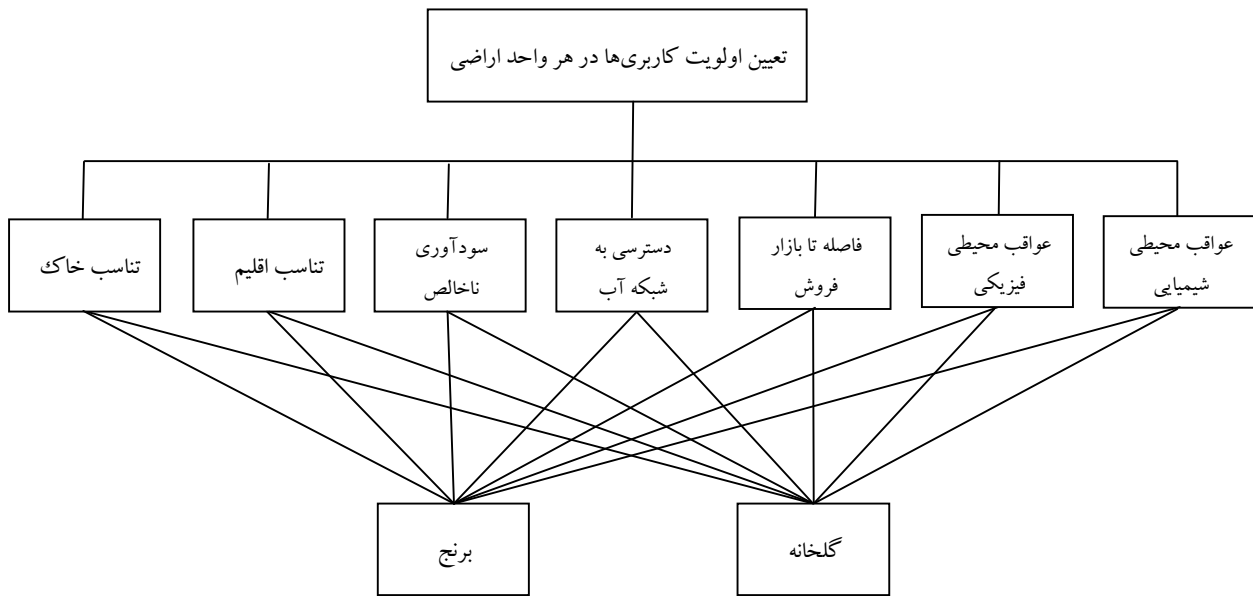 تعیین اولویت کاربری‌ها در هر واحد اراضی
عواقب محیطی
شیمیایی
عواقب محیطی
فیزیکی
فاصله تا بازار
فروش
دسترسی به
شبکه آب
سودآوری
ناخالص
تناسب اقلیم
تناسب خاک
گلخانه
برنج